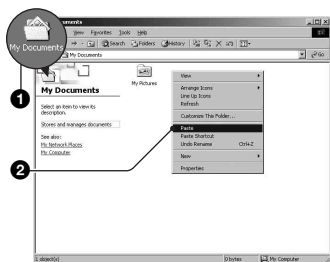 My Documents
View Favorites Tools Help
Search Folders History
My Documents
Go
My Documents
Select an item to view its
description.
Stores and manages documents
See also:
My Network Places
My Computer
My Pictures
View
Arrange Icons
Line Up Icons
Refresh
Customize This Folder...
Paste
Paste Shortcut
Undo Rename Ctrl+Z
New
Properties
1
2
1 object(s)
0 bytes
My Computer